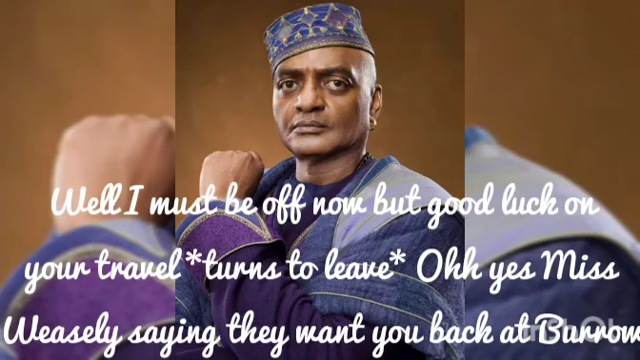 Well I must be off now but good luck on
your travel *turns to leave* Ohh yes Miss
Weasely saying they want you back at Burrow